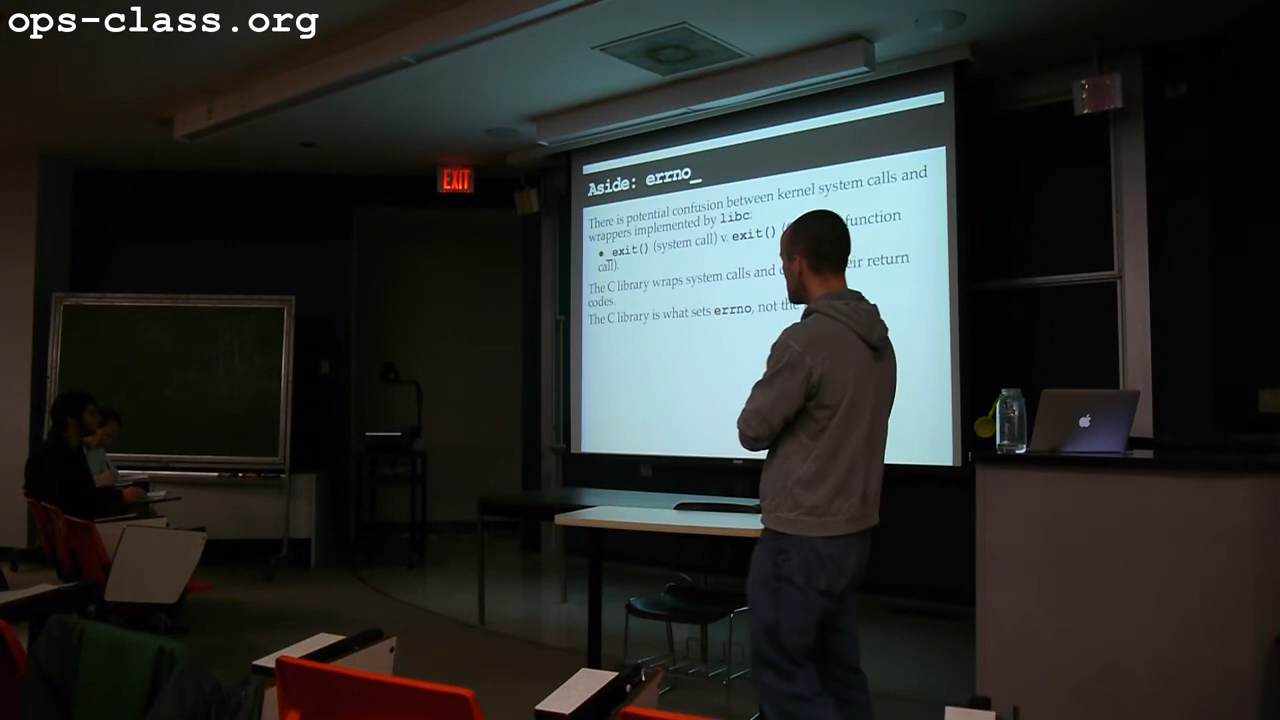 ops-class.org
EXIT
Aside: errno_
There is potential confusion between kernel system calls and
wrappers implemented by libc:
• _exit() (system call) v. exit() function
call).
The C library wraps system calls and return
codes.
The C library is what sets errno, not the